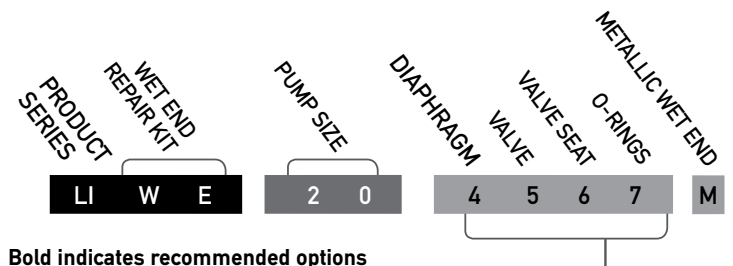 PRODUCT
SERIES
WET END
REPAIR KIT
PUMP SIZE
DIAPHRAGM
VALVE
VALVE SEAT
O-RINGS
METALLIC WET END
LI W E 2 0 4 5 6 7 M
Bold indicates recommended options